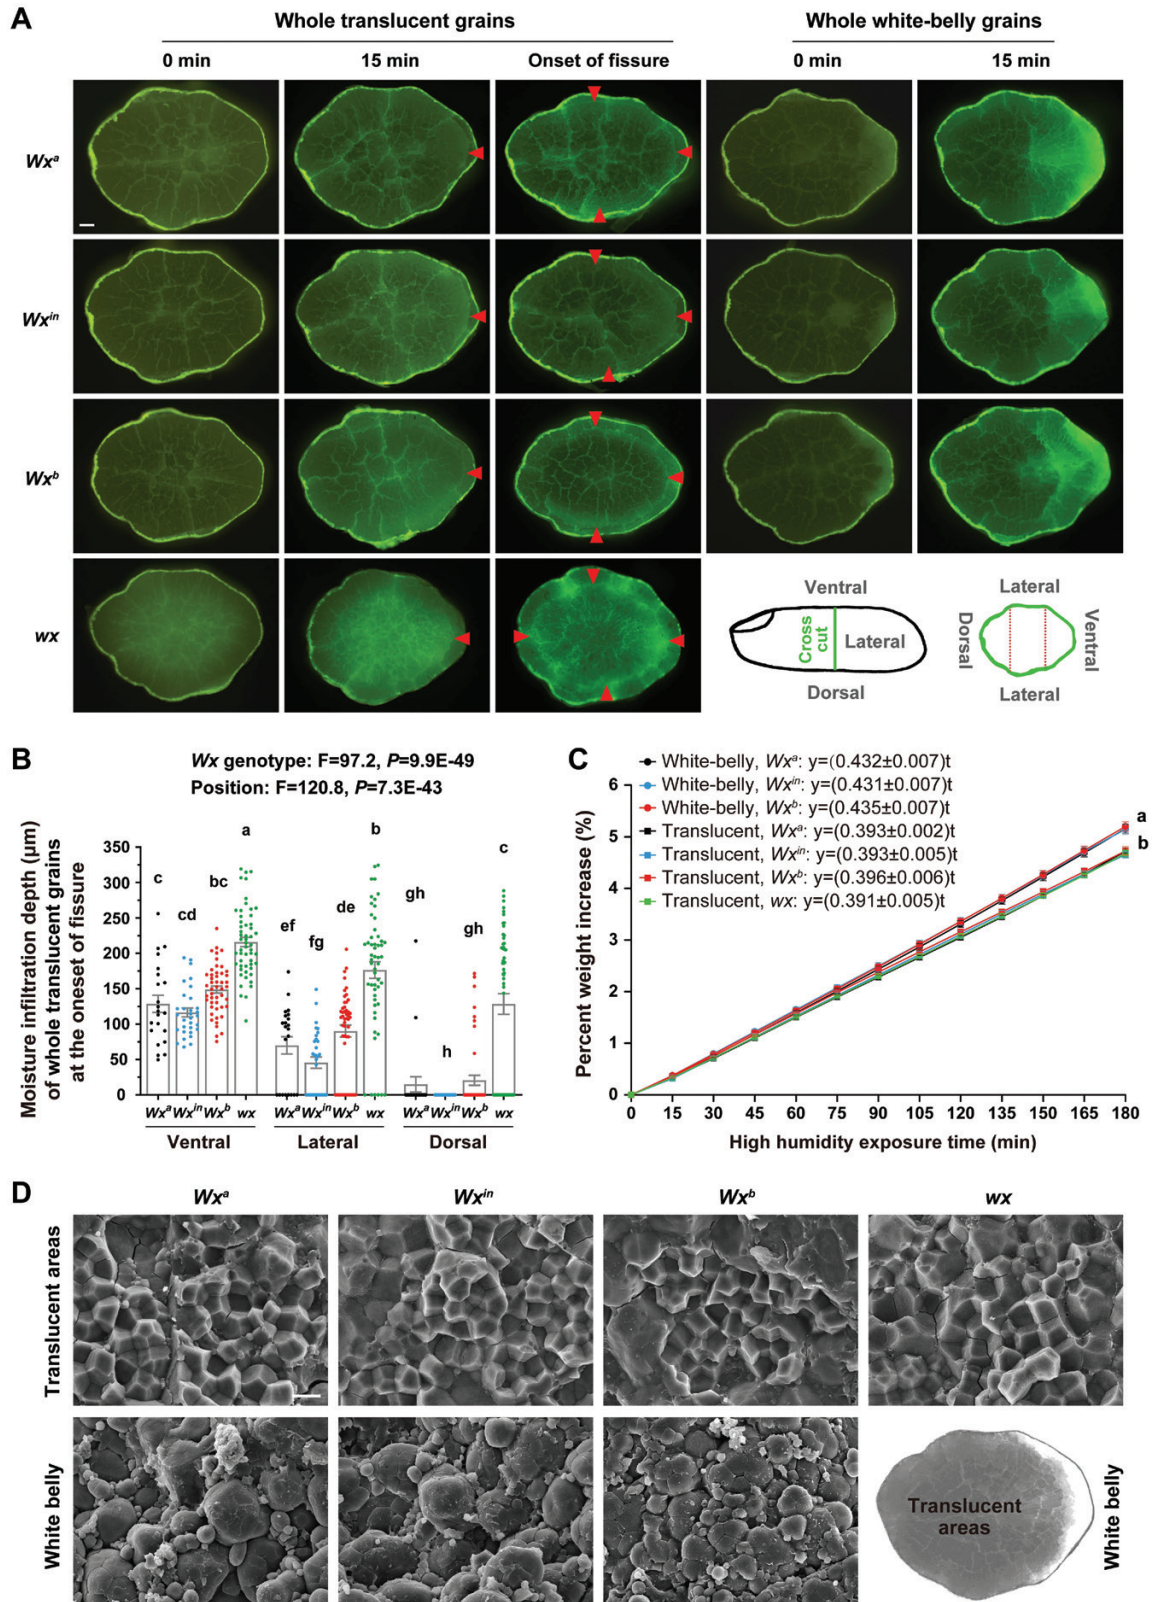 A
Whole translucent grains
Whole white-belly grains
0 min
15 min
Onset of fissure
0 min
15 min
Wxᵃ
Wxⁱⁿ
Wxᵇ
wx
Ventral
Cross cut
Lateral
Dorsal
Lateral
Dorsal
Ventral
Lateral
B
Wx genotype: F=97.2, P=9.9E-49
Position: F=120.8, P=7.3E-43
Moisture infiltration depth (µm)
of whole translucent grains
at the oneset of fissure
350
300
250
200
150
100
50
0
c
cd
bc
a
ef
fg
de
b
gh
h
gh
c
Wxᵃ Wxⁱⁿ Wxᵇ wx
Wxᵃ Wxⁱⁿ Wxᵇ wx
Wxᵃ Wxⁱⁿ Wxᵇ wx
Ventral
Lateral
Dorsal
C
White-belly, Wxᵃ: y=(0.432±0.007)t
White-belly, Wxⁱⁿ: y=(0.431±0.007)t
White-belly, Wxᵇ: y=(0.435±0.007)t
Translucent, Wxᵃ: y=(0.393±0.002)t
Translucent, Wxⁱⁿ: y=(0.393±0.005)t
Translucent, Wxᵇ: y=(0.396±0.006)t
Translucent, wx: y=(0.391±0.005)t
a
b
Percent weight increase (%)
6
5
4
3
2
1
0
0 15 30 45 60 75 90 105 120 135 150 165 180
High humidity exposure time (min)
D
Wxᵃ
Wxⁱⁿ
Wxᵇ
wx
Translucent areas
White belly
Translucent
areas
White belly